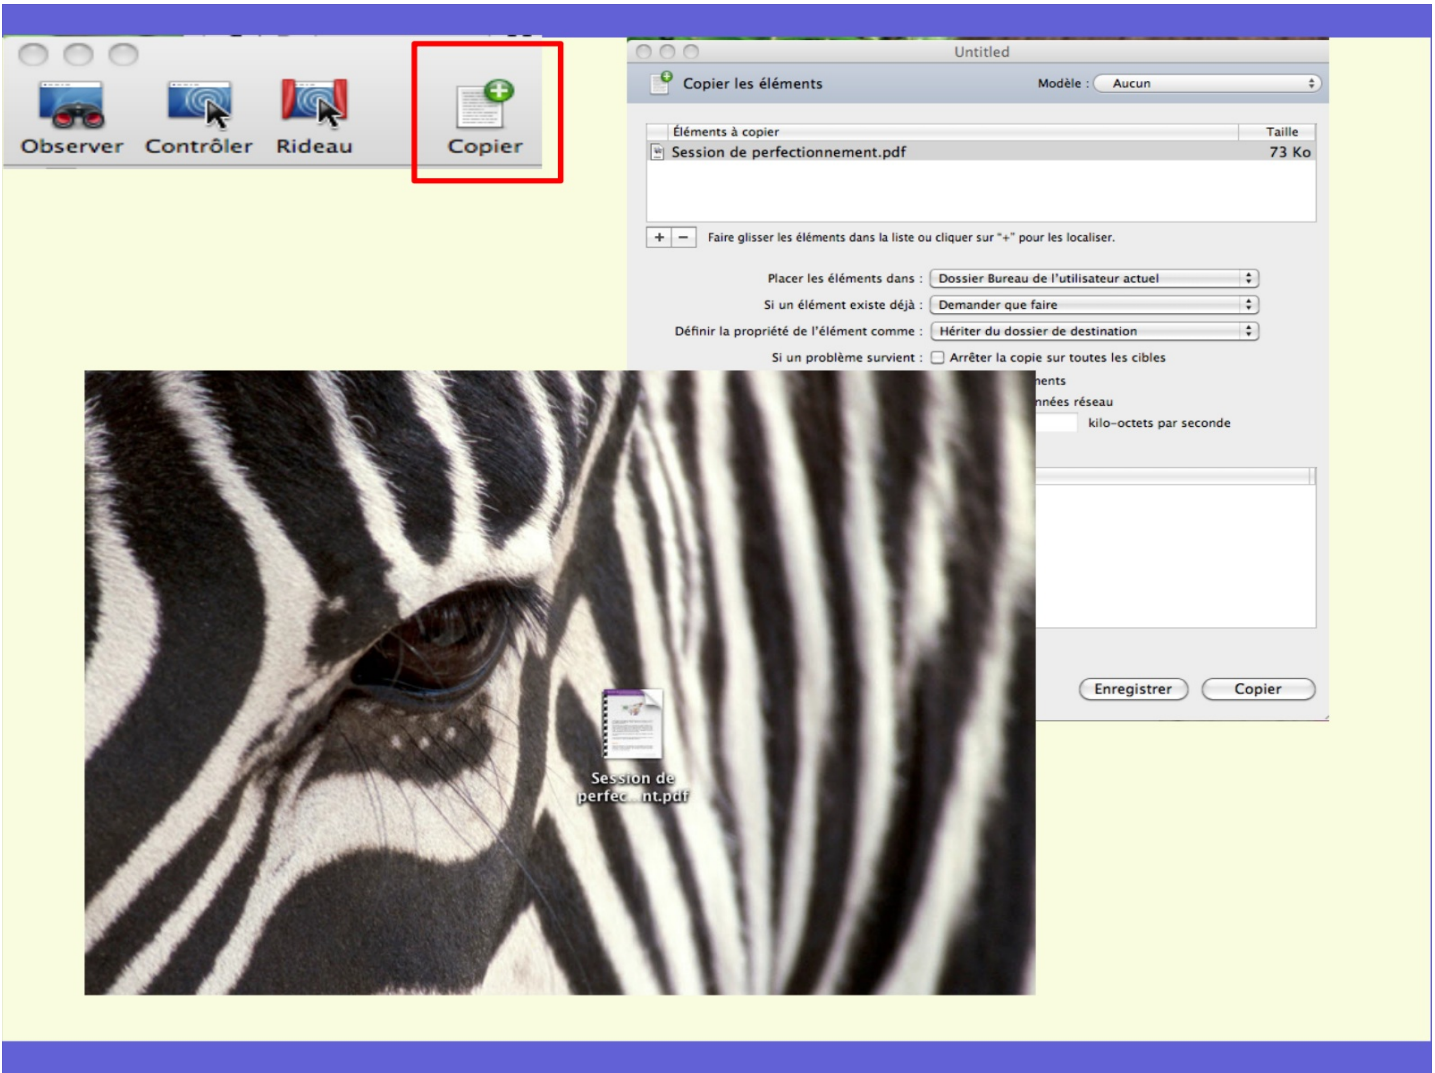 Observer
Contrôler
Rideau
Copier
Untitled
Copier les éléments
Modèle : Aucun
Éléments à copier Taille
Session de perfectionnement.pdf 73 Ko
+ − Faire glisser les éléments dans la liste ou cliquer sur "+" pour les localiser.
Placer les éléments dans : Dossier Bureau de l'utilisateur actuel
Si un élément existe déjà : Demander que faire
Définir la propriété de l'élément comme : Hériter du dossier de destination
Si un problème survient : Arrêter la copie sur toutes les cibles
réseau
kilo-octets par seconde
Enregistrer Copier
Session de
perfec...nt.pdf